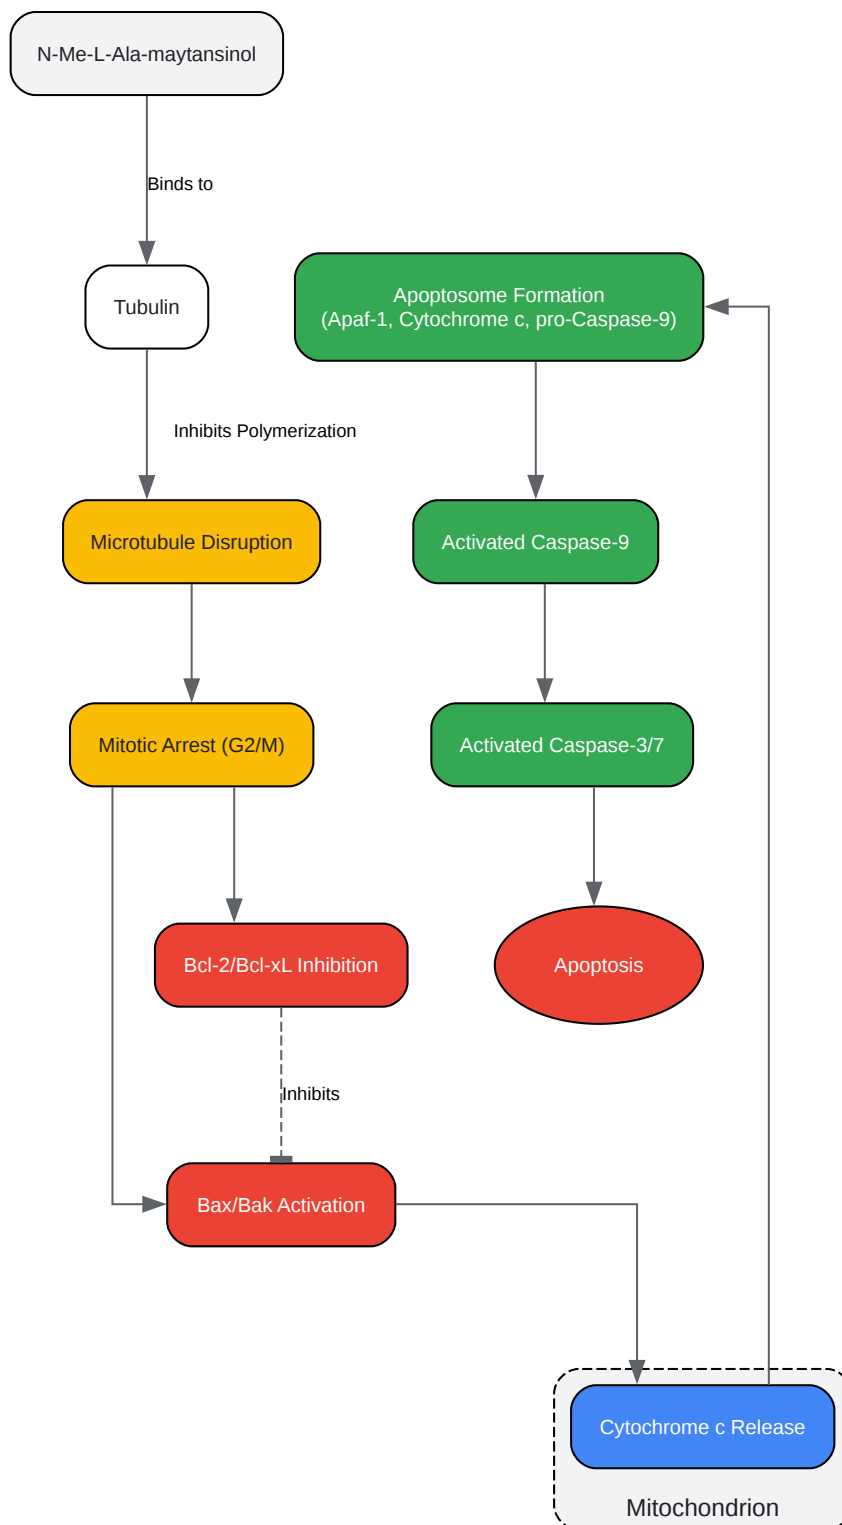 N-Me-L-Ala-maytansinol
Binds to
Tubulin
Inhibits Polymerization
Microtubule Disruption
Mitotic Arrest (G2/M)
Bcl-2/Bcl-xL Inhibition
Inhibits
Bax/Bak Activation
Cytochrome c Release
Mitochondrion
Apoptosome Formation
(Apaf-1, Cytochrome c, pro-Caspase-9)
Activated Caspase-9
Activated Caspase-3/7
Apoptosis